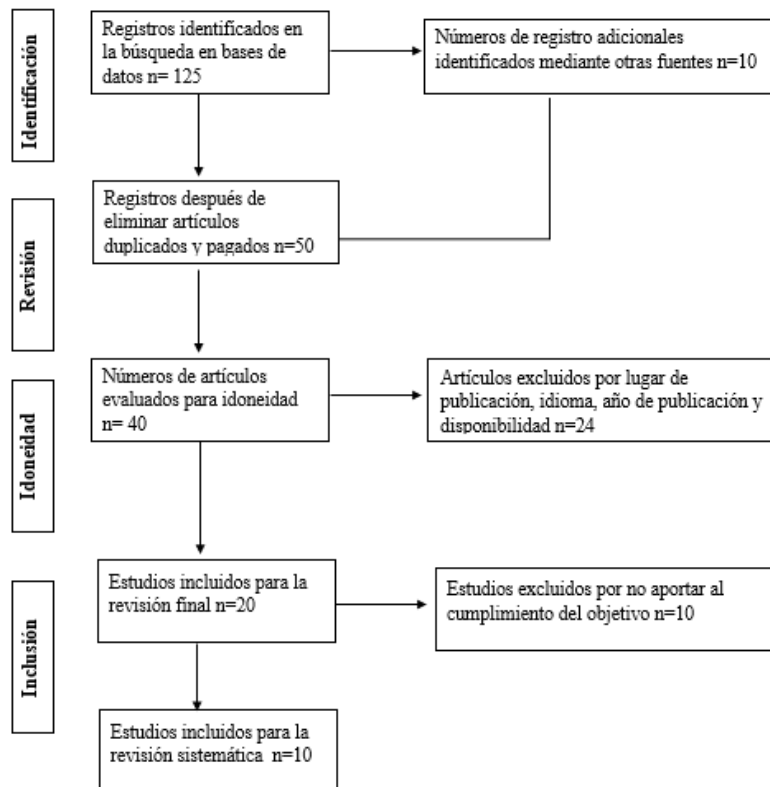 Identificación
Registros identificados en
la búsqueda en bases de
datos n= 125
Números de registro adicionales
identificados mediante otras fuentes n=10
Revisión
Registros después de
eliminar artículos
duplicados y pagados n=50
Idoneidad
Números de artículos
evaluados para idoneidad
n= 40
Artículos excluidos por lugar de
publicación, idioma, año de publicación y
disponibilidad n=24
Inclusión
Estudios incluidos para la
revisión final n=20
Estudios excluidos por no aportar al
cumplimiento del objetivo n=10
Estudios incluidos para la
revisión sistemática n=10